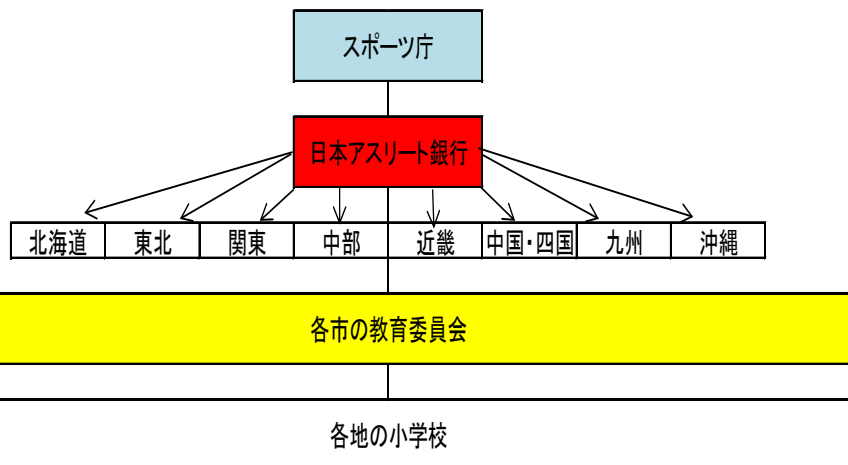 スポーツ庁
日本アスリート銀行
北海道
東北
関東
中部
近畿
中国・四国
九州
沖縄
各市の教育委員会
各地の小学校